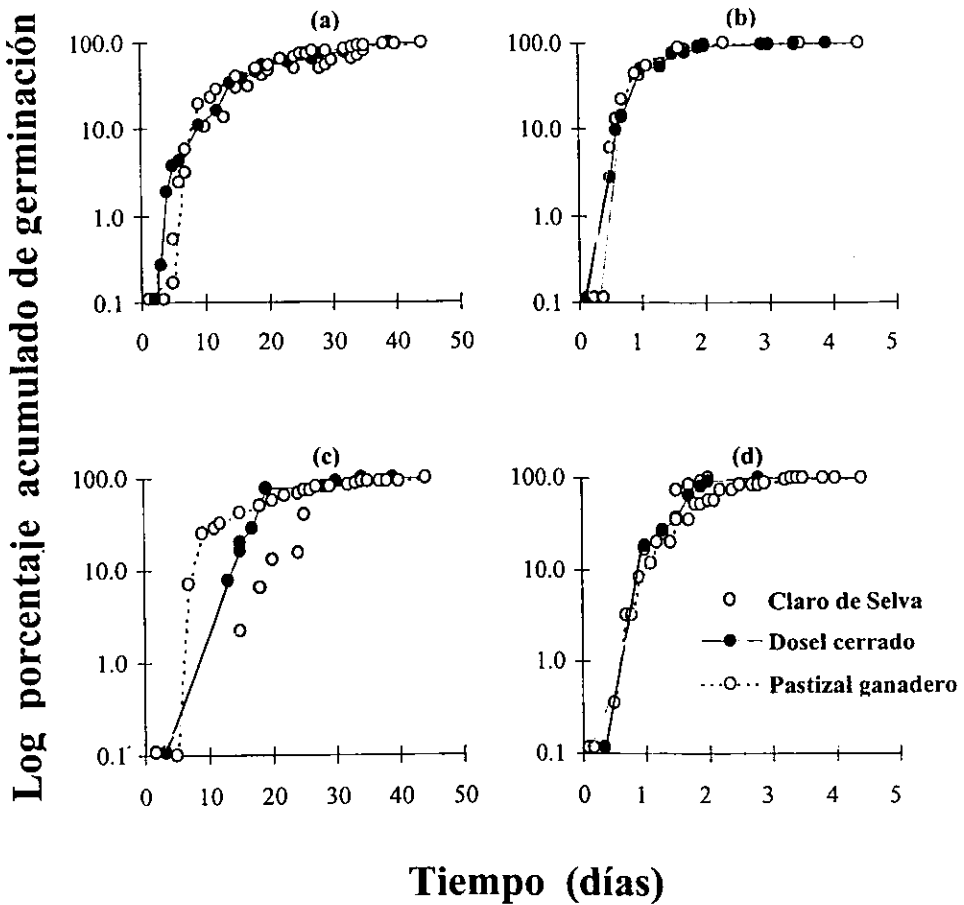 Log porcentaje acumulado de germinación
(a)
100.0
10.0
1.0
0.1
0 10 20 30 40 50
(b)
100.0
10.0
1.0
0.1
0 1 2 3 4 5
(c)
100.0
10.0
1.0
0.1
0 10 20 30 40 50
(d)
100.0
10.0
1.0
0.1
0 1 2 3 4 5
Claro de Selva
Dosel cerrado
Pastizal ganadero
Tiempo (días)